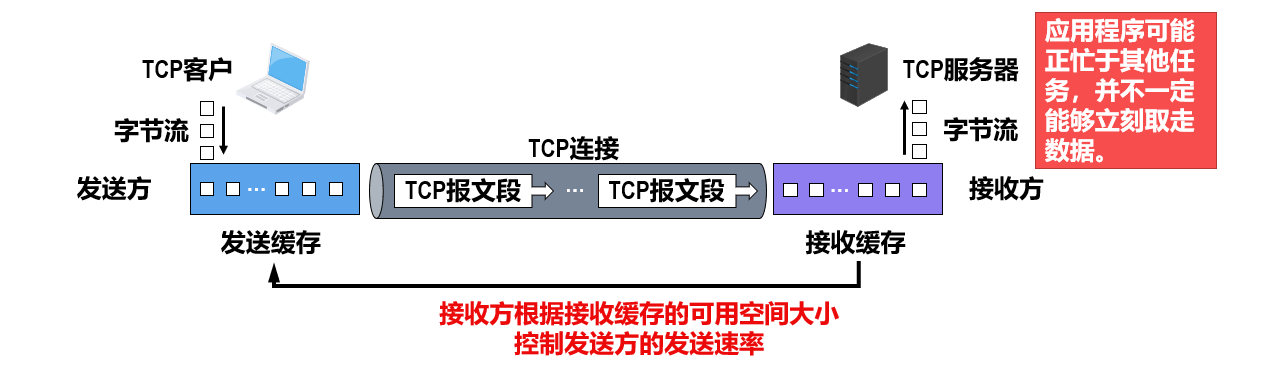 TCP客户
TCP服务器
应用程序可能
正忙于其他任
务，并不一定
能够立刻取走
数据。
字节流
字节流
TCP连接
发送方
...
TCP报文段
...
TCP报文段
...
接收方
发送缓存
接收缓存
接收方根据接收缓存的可用空间大小
控制发送方的发送速率